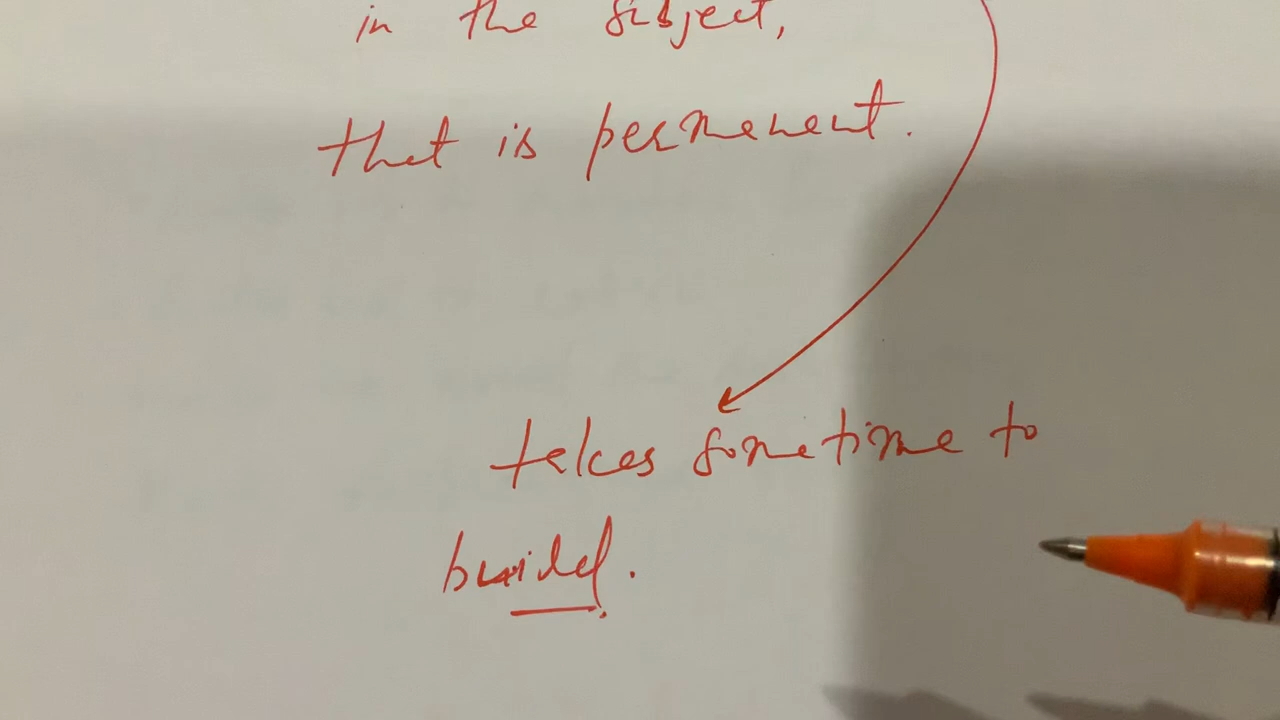 in the subject,
that is permenent.
takes sometime to
build.